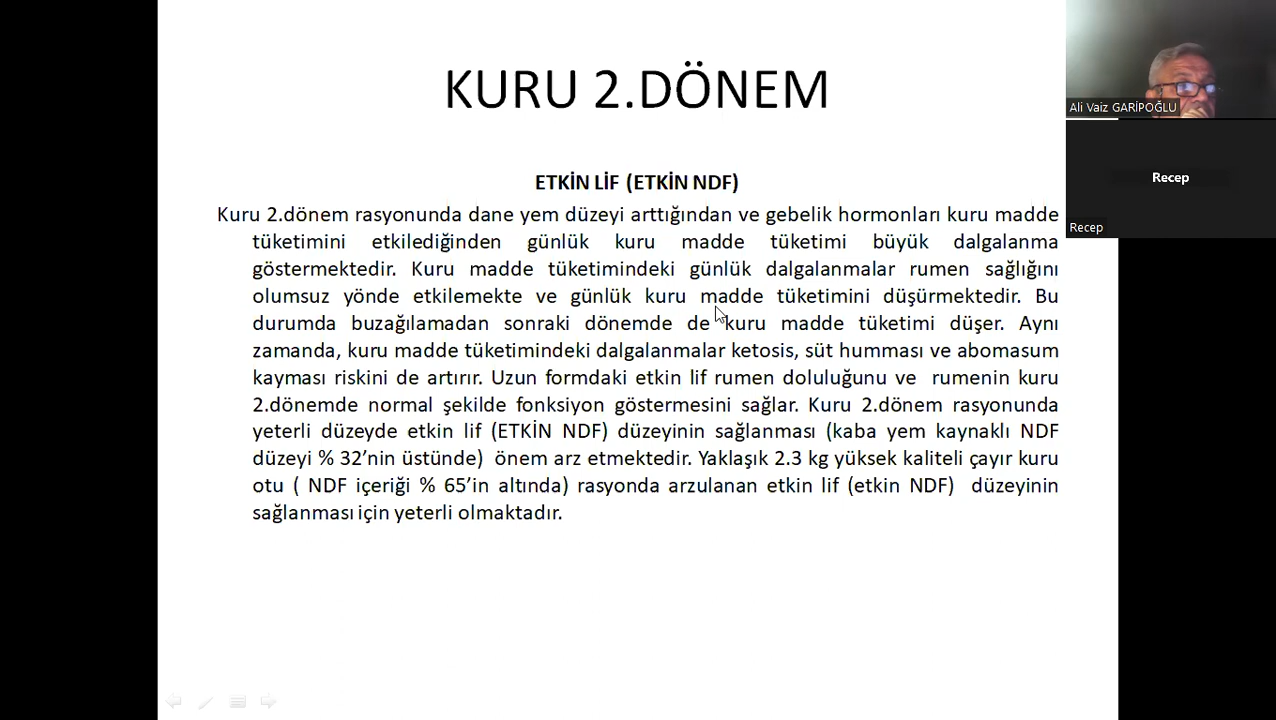 KURU 2.DÖNEM
ETKİN LİF (ETKİN NDF)
Kuru 2.dönem rasyonunda dane yem düzeyi arttığından ve gebelik hormonları kuru madde
tüketimini etkilediğinden günlük kuru madde tüketimi büyük dalgalanma
göstermektedir. Kuru madde tüketimindeki günlük dalgalanmalar rumen sağlığını
olumsuz yönde etkilemekte ve günlük kuru madde tüketimini düşürmektedir. Bu
durumda buzağılamadan sonraki dönemde de kuru madde tüketimi düşer. Aynı
zamanda, kuru madde tüketimindeki dalgalanmalar ketosis, süt humması ve abomasum
kayması riskini de artırır. Uzun formdaki etkin lif rumen doluluğunu ve rumenin kuru
2.dönemde normal şekilde fonksiyon göstermesini sağlar. Kuru 2.dönem rasyonunda
yeterli düzeyde etkin lif (ETKİN NDF) düzeyinin sağlanması (kaba yem kaynaklı NDF
düzeyi % 32’nin üstünde) önem arz etmektedir. Yaklaşık 2.3 kg yüksek kaliteli çayır kuru
otu ( NDF içeriği % 65’in altında) rasyonda arzulanan etkin lif (etkin NDF) düzeyinin
sağlanması için yeterli olmaktadır.
Ali Vaiz GARİPOĞLU
Recep
Recep